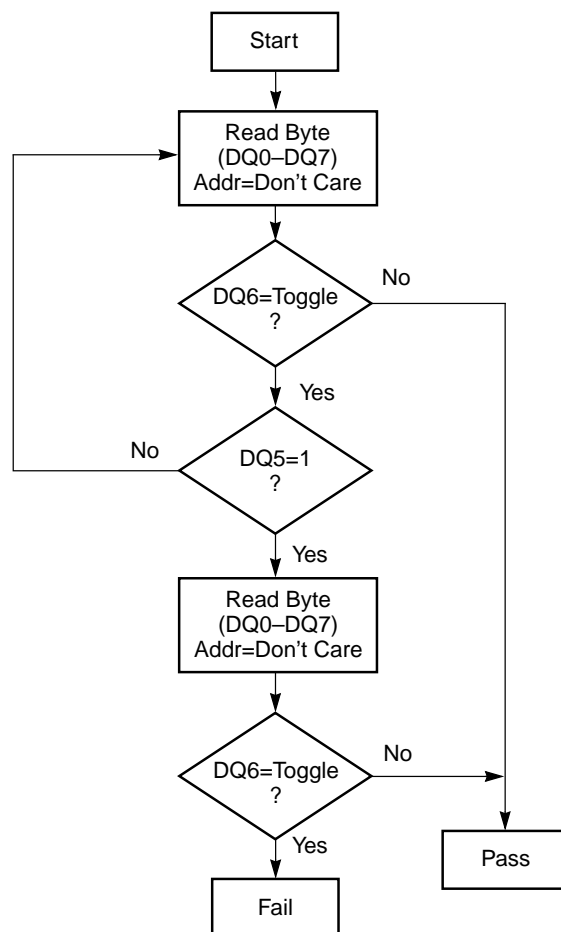 Start
Read Byte
(DQ0–DQ7)
Addr=Don't Care
DQ6=Toggle
?
No
Yes
DQ5=1
?
No
Yes
Read Byte
(DQ0–DQ7)
Addr=Don't Care
DQ6=Toggle
?
No
Yes
Pass
Fail